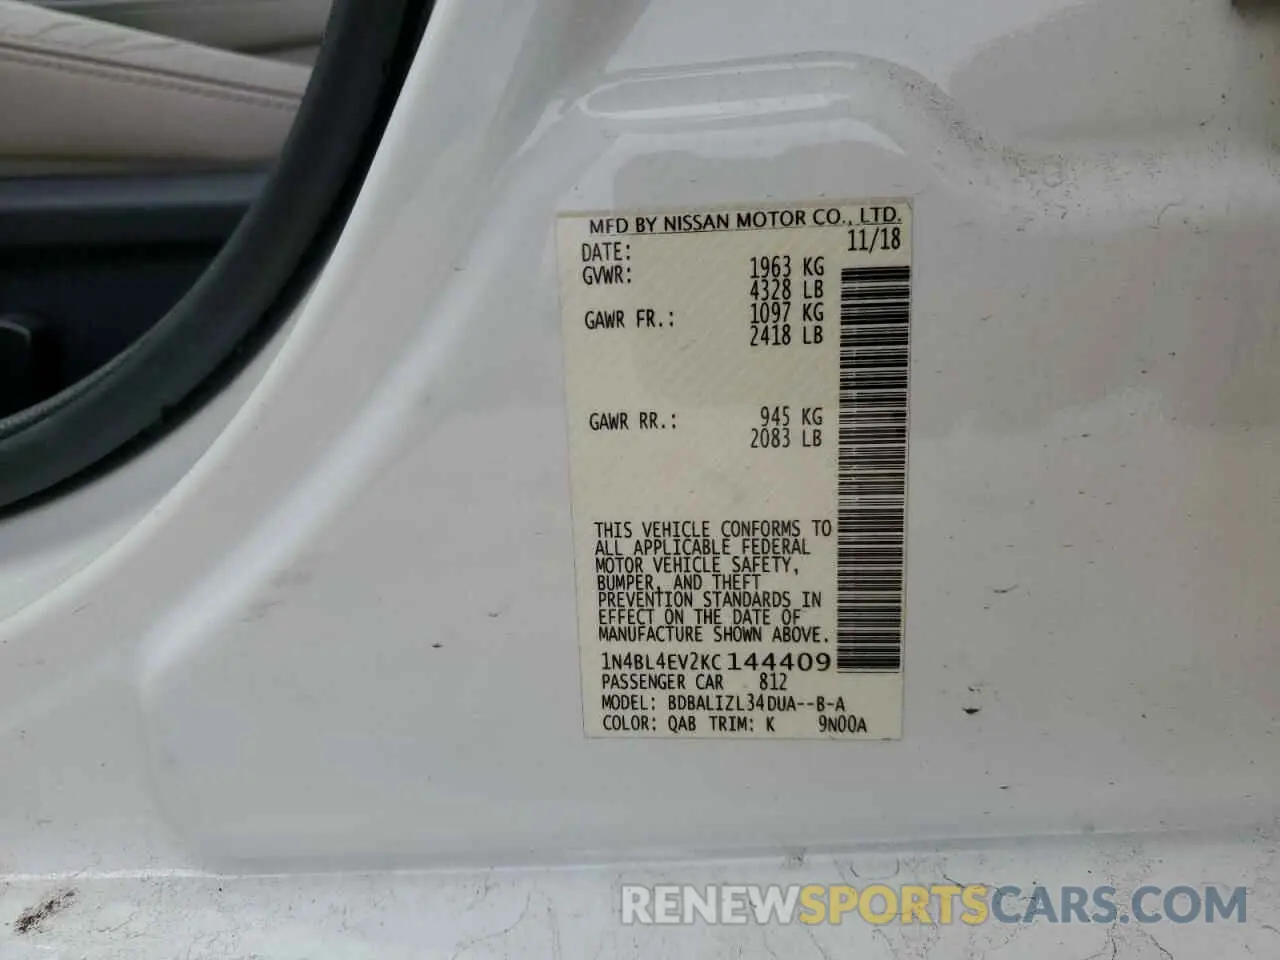 MFD BY NISSAN MOTOR CO., LTD.
DATE: 11/18
GVWR: 1963 KG
4328 LB
GAWR FR.: 1097 KG
2418 LB
GAWR RR.: 945 KG
2083 LB
THIS VEHICLE CONFORMS TO
ALL APPLICABLE FEDERAL
MOTOR VEHICLE SAFETY,
BUMPER, AND THEFT
PREVENTION STANDARDS IN
EFFECT ON THE DATE OF
MANUFACTURE SHOWN ABOVE.
1N4BL4EV2KC144409
PASSENGER CAR 812
MODEL: BDBALIZL34DUA--B-A
COLOR: QAB TRIM: K 9N00A
RENEWSPORTSCARS.COM